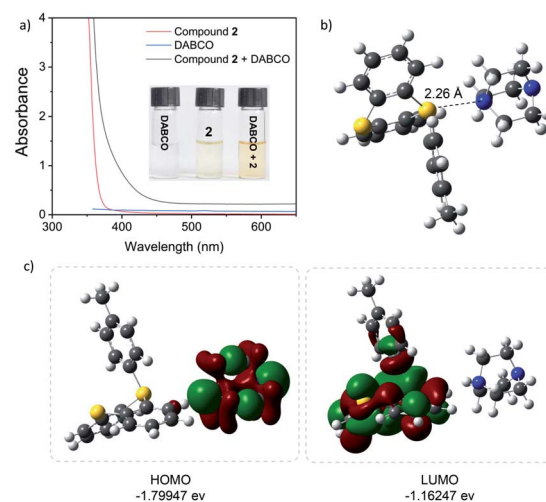 a)
Compound 2
DABCO
Compound 2 + DABCO
Absorbance
4
3
2
1
0
300
400
500
600
Wavelength (nm)
DABCO
2
DABCO + 2
b)
2.26 Å
c)
HOMO
-1.79947 ev
LUMO
-1.16247 ev